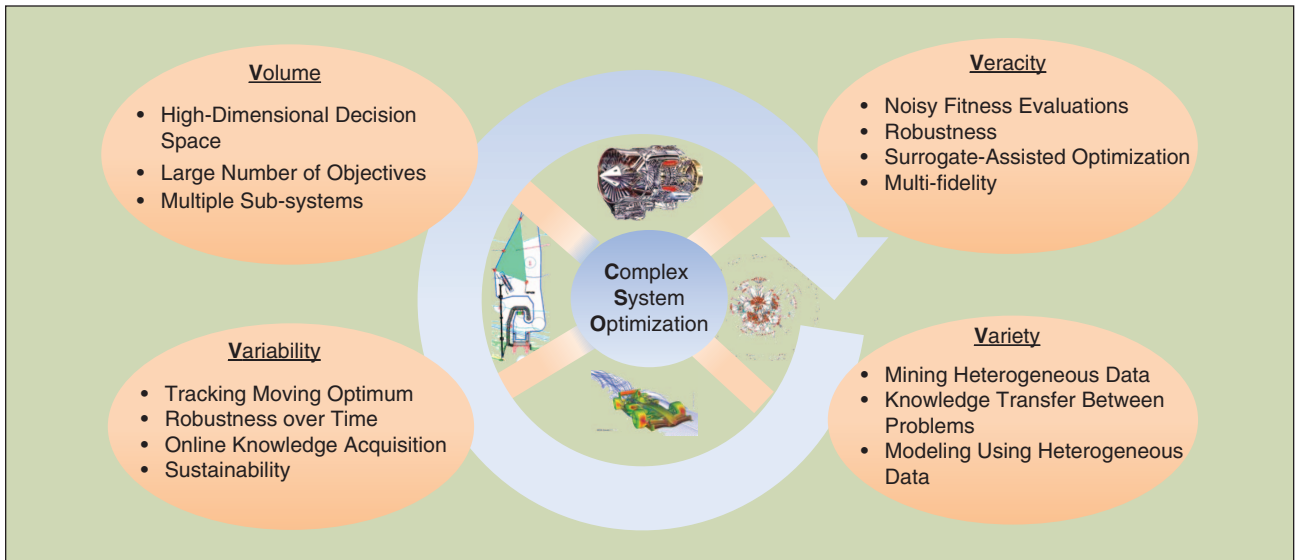 Volume
• High-Dimensional Decision
Space
• Large Number of Objectives
• Multiple Sub-systems
Veracity
• Noisy Fitness Evaluations
• Robustness
• Surrogate-Assisted Optimization
• Multi-fidelity
Complex
System
Optimization
Variability
• Tracking Moving Optimum
• Robustness over Time
• Online Knowledge Acquisition
• Sustainability
Variety
• Mining Heterogeneous Data
• Knowledge Transfer Between
Problems
• Modeling Using Heterogeneous
Data